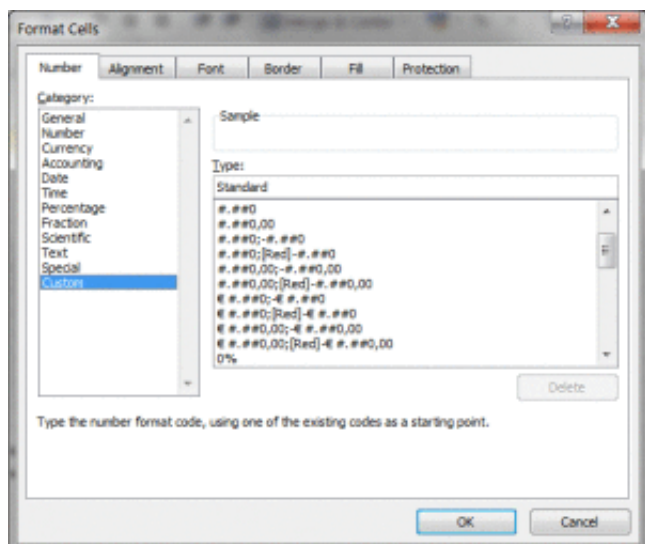 Format Cells
Number Alignment Font Border Fill Protection
Category:
General
Number
Currency
Accounting
Date
Time
Percentage
Fraction
Scientific
Text
Special
Custom
Sample
Type:
Standard
#.##0
#.##0,00
#.##0;-#.##0
#.##0;[Red]-#.##0
#.##0,00;-#.##0,00
#.##0,00;[Red]-#.##0,00
€ #.##0;-€ #.##0
€ #.##0;[Red]-€ #.##0
€ #.##0,00;-€ #.##0,00
€ #.##0,00;[Red]-€ #.##0,00
0%
Delete
Type the number format code, using one of the existing codes as a starting point.
OK Cancel